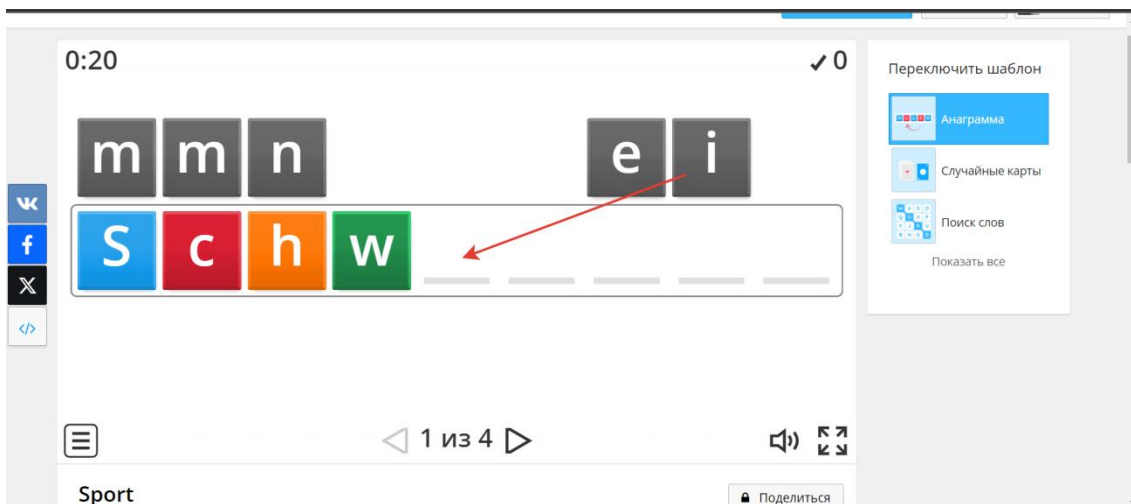 0:20
0
Переключить шаблон
Анаграмма
m m n e i
Случайные карты
S c h w
Поиск слов
Показать все
1 из 4
Sport
Поделиться